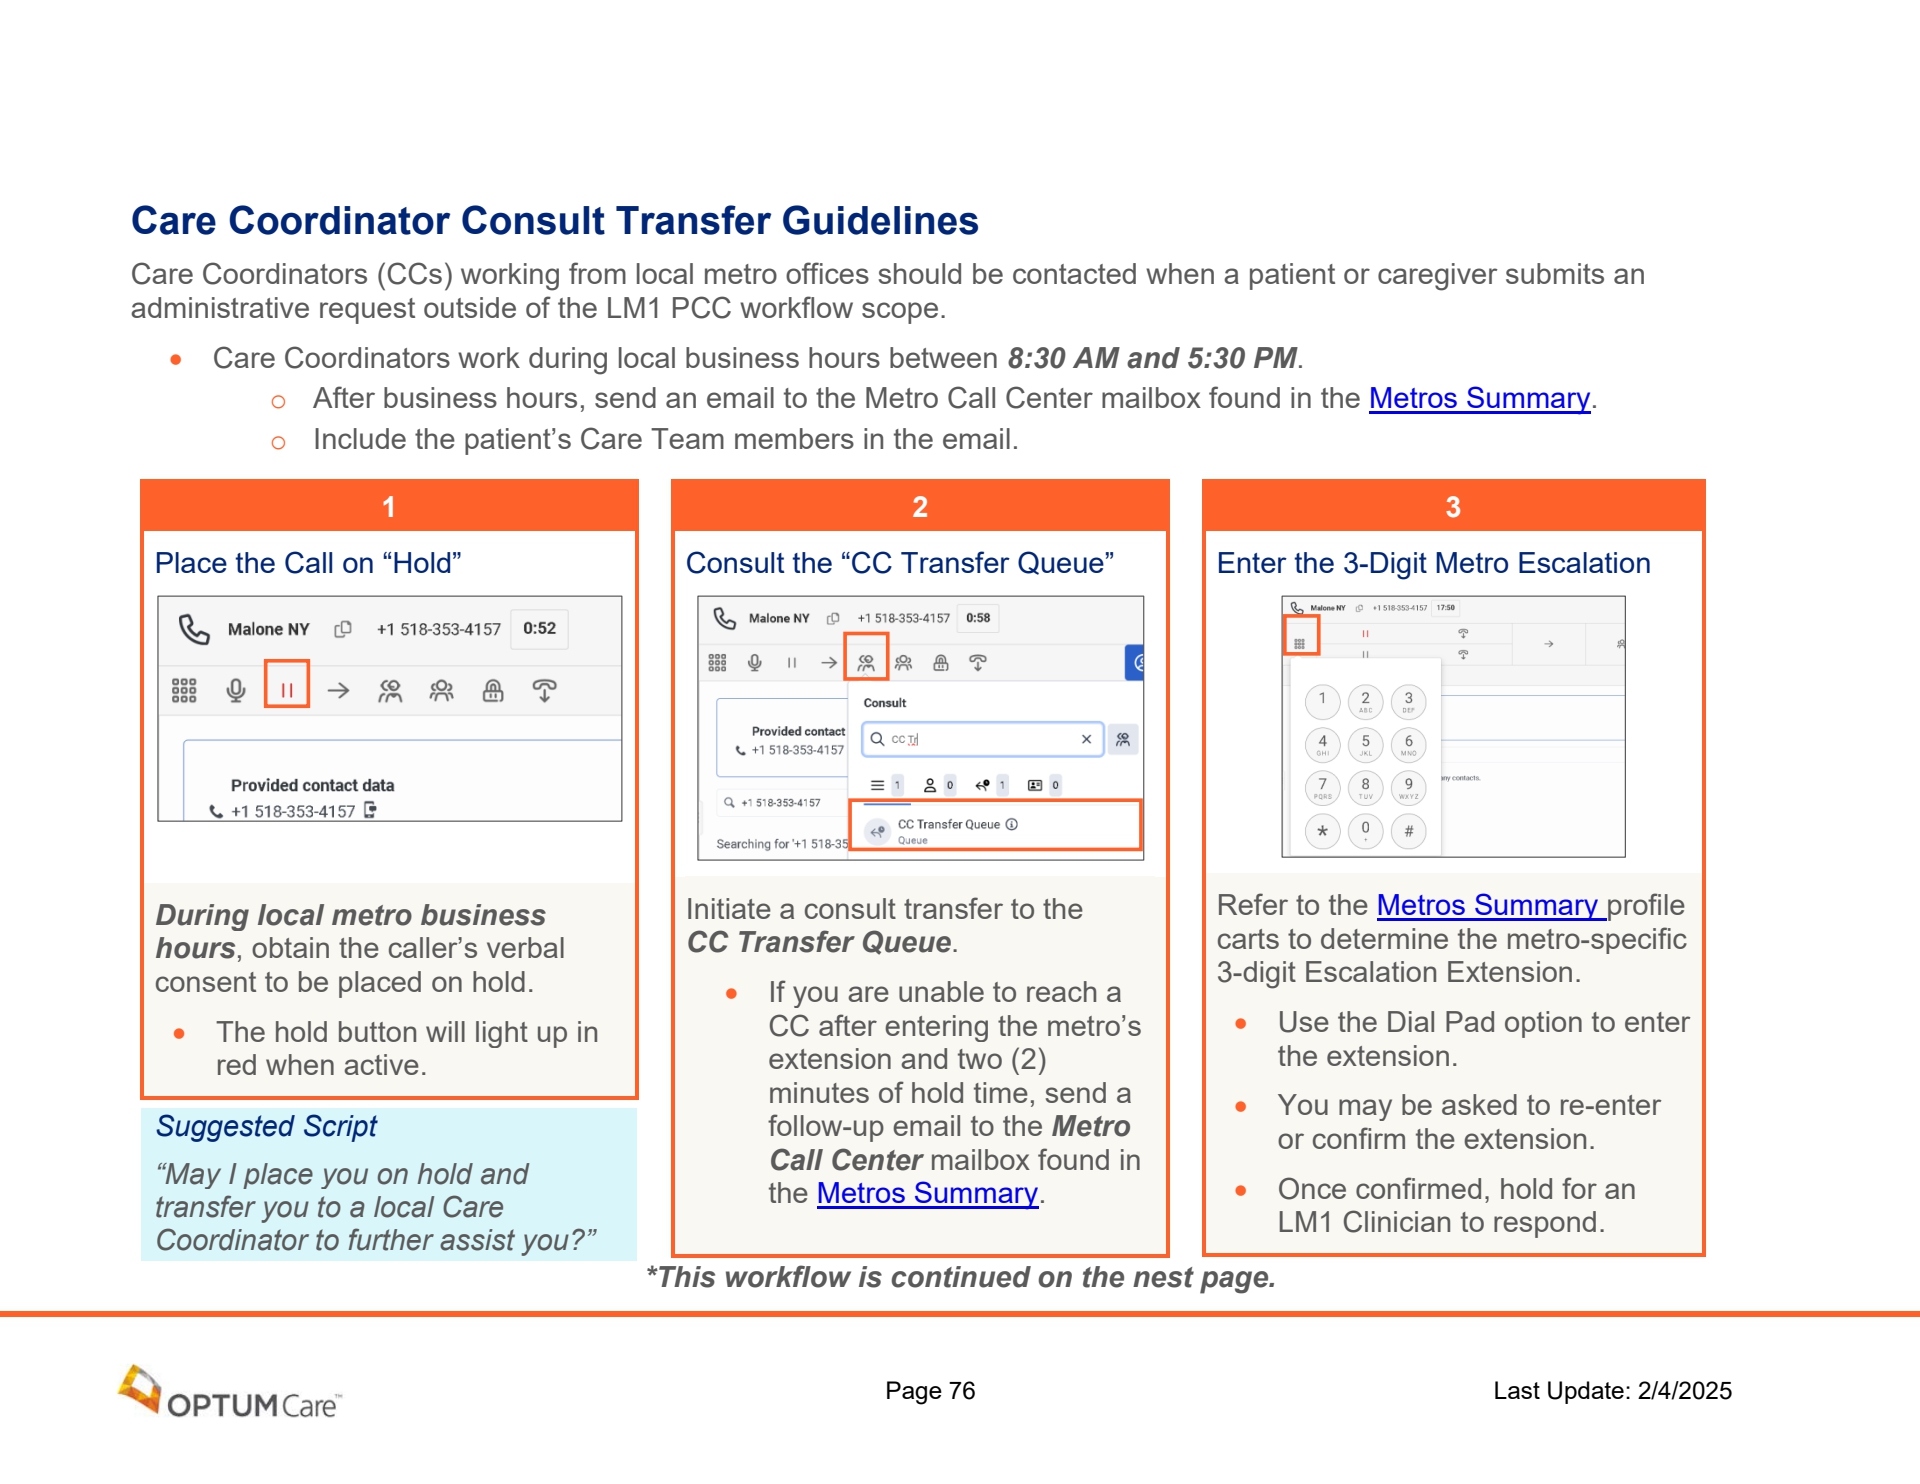 Care Coordinator Consult Transfer Guidelines
Care Coordinators (CCs) working from local metro offices should be contacted when a patient or caregiver submits an
administrative request outside of the LM1 PCC workflow scope.
• Care Coordinators work during local business hours between 8:30 AM and 5:30 PM.
o After business hours, send an email to the Metro Call Center mailbox found in the Metros Summary.
o Include the patient’s Care Team members in the email.
1
Place the Call on “Hold”
Malone NY +1 518-353-4157 0:52
Provided contact data
+1 518-353-4157
During local metro business
hours, obtain the caller’s verbal
consent to be placed on hold.
• The hold button will light up in
red when active.
Suggested Script
“May I place you on hold and
transfer you to a local Care
Coordinator to further assist you?”
2
Consult the “CC Transfer Queue”
Malone NY +1 518-353-4157 0:58
Consult
Provided contact
+1 518-353-4157
CC Tr
1 0 1 0
+1 518-353-4157
CC Transfer Queue
Queue
Searching for '+1 518-35
Initiate a consult transfer to the
CC Transfer Queue.
• If you are unable to reach a
CC after entering the metro’s
extension and two (2)
minutes of hold time, send a
follow-up email to the Metro
Call Center mailbox found in
the Metros Summary.
3
Enter the 3-Digit Metro Escalation
Malone NY +1 518-353-4157 17:50
1 2 3
ABC DEF
4 5 6
GHI JKL MNO
7 8 9
PQRS TUV WXYZ
* 0 #
+
ny contacts.
Refer to the Metros Summary profile
carts to determine the metro-specific
3-digit Escalation Extension.
• Use the Dial Pad option to enter
the extension.
• You may be asked to re-enter
or confirm the extension.
• Once confirmed, hold for an
LM1 Clinician to respond.
*This workflow is continued on the nest page.
OPTUM Care™
Page 76
Last Update: 2/4/2025